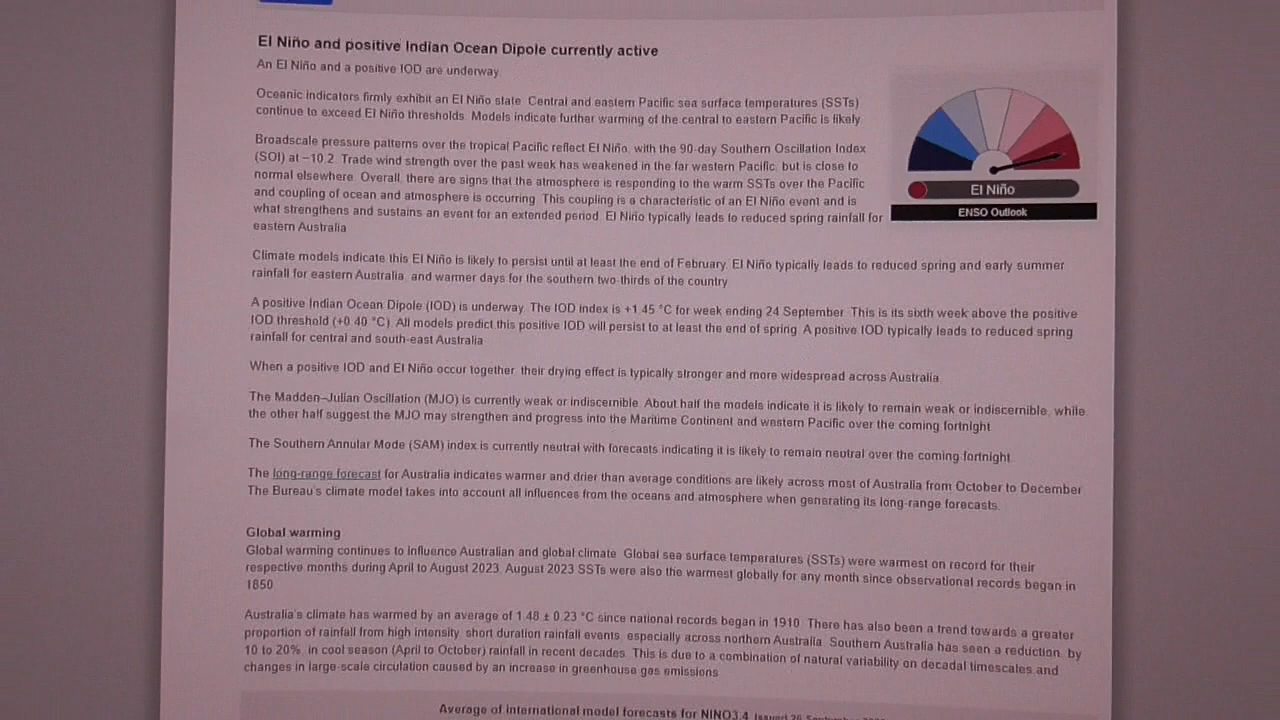 El Niño and positive Indian Ocean Dipole currently active
An El Niño and a positive IOD are underway.
Oceanic indicators firmly exhibit an El Niño state. Central and eastern Pacific sea surface temperatures (SSTs)
continue to exceed El Niño thresholds. Models indicate further warming of the central to eastern Pacific is likely.
Broadscale pressure patterns over the tropical Pacific reflect El Niño, with the 90-day Southern Oscillation Index
(SOI) at −10.2. Trade wind strength over the past week has weakened in the far western Pacific, but is close to
normal elsewhere. Overall, there are signs that the atmosphere is responding to the warm SSTs over the Pacific
and coupling of ocean and atmosphere is occurring. This coupling is a characteristic of an El Niño event and is
what strengthens and sustains an event for an extended period. El Niño typically leads to reduced spring rainfall for
eastern Australia.
El Niño
ENSO Outlook
Climate models indicate this El Niño is likely to persist until at least the end of February. El Niño typically leads to reduced spring and early summer
rainfall for eastern Australia, and warmer days for the southern two-thirds of the country.
A positive Indian Ocean Dipole (IOD) is underway. The IOD index is +1.45 °C for week ending 24 September. This is its sixth week above the positive
IOD threshold (+0.40 °C). All models predict this positive IOD will persist to at least the end of spring. A positive IOD typically leads to reduced spring
rainfall for central and south-east Australia.
When a positive IOD and El Niño occur together, their drying effect is typically stronger and more widespread across Australia.
The Madden–Julian Oscillation (MJO) is currently weak or indiscernible. About half the models indicate it is likely to remain weak or indiscernible, while
the other half suggest the MJO may strengthen and progress into the Maritime Continent and western Pacific over the coming fortnight.
The Southern Annular Mode (SAM) index is currently neutral with forecasts indicating it is likely to remain neutral over the coming fortnight.
The long-range forecast for Australia indicates warmer and drier than average conditions are likely across most of Australia from October to December.
The Bureau's climate model takes into account all influences from the oceans and atmosphere when generating its long-range forecasts.
Global warming
Global warming continues to influence Australian and global climate. Global sea surface temperatures (SSTs) were warmest on record for their
respective months during April to August 2023. August 2023 SSTs were also the warmest globally for any month since observational records began in
1850.
Australia's climate has warmed by an average of 1.48 ± 0.23 °C since national records began in 1910. There has also been a trend towards a greater
proportion of rainfall from high intensity, short duration rainfall events, especially across northern Australia. Southern Australia has seen a reduction, by
10 to 20%, in cool season (April to October) rainfall in recent decades. This is due to a combination of natural variability on decadal timescales and
changes in large-scale circulation caused by an increase in greenhouse gas emissions.
Average of international model forecasts for NINO3.4 Issued 26